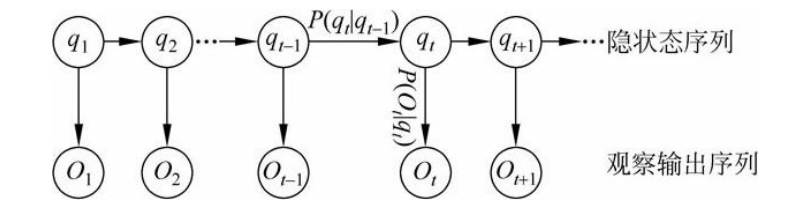 P(qₜ|qₜ₋₁)
q₁ q₂ … qₜ₋₁ qₜ qₜ₊₁ … 隐状态序列
P(Oₜ|qₜ)
O₁ O₂ Oₜ₋₁ Oₜ Oₜ₊₁ 观察输出序列